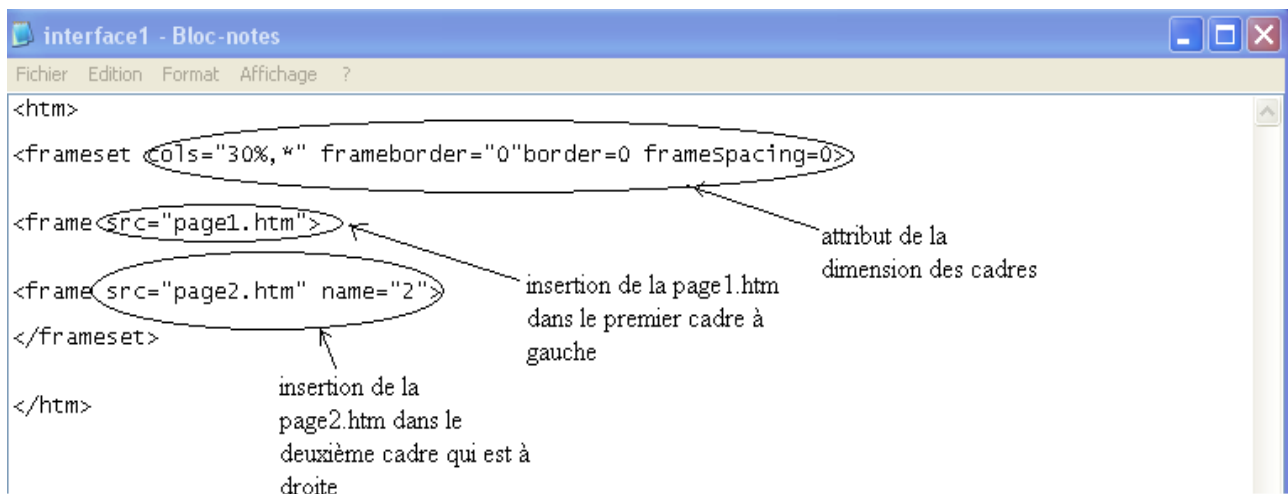 interface1 - Bloc-notes
Fichier Edition Format Affichage ?
<htm>
<frameset cols="30%,*" frameborder="0"border=0 framespacing=0>
<frame src="page1.htm">
<frame src="page2.htm" name="2">
</frameset>
</htm>
attribut de la
dimension des cadres
insertion de la page1.htm
dans le premier cadre à
gauche
insertion de la
page2.htm dans le
deuxième cadre qui est à
droite